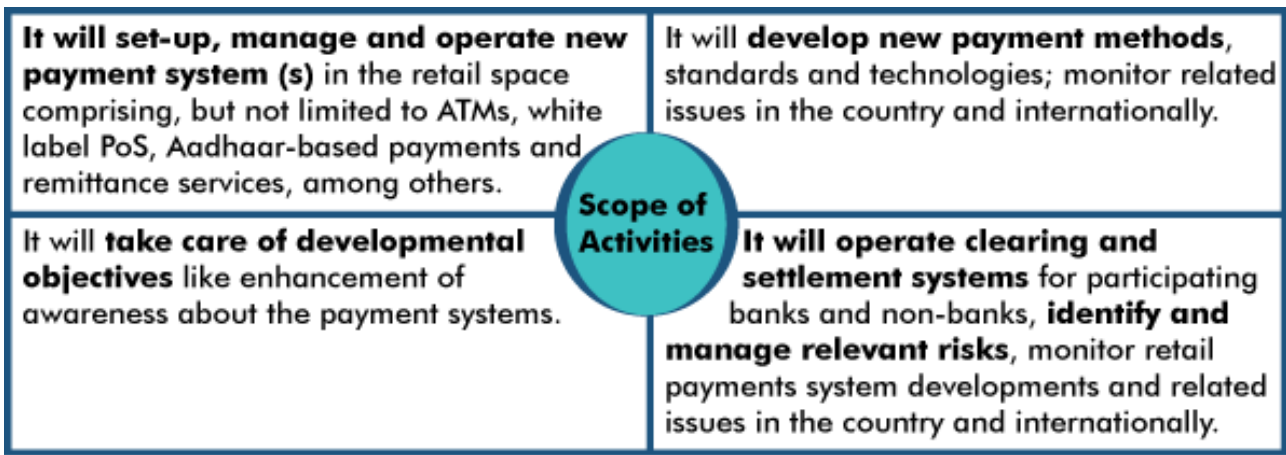 It will set-up, manage and operate new
payment system (s) in the retail space
comprising, but not limited to ATMs, white
label PoS, Aadhaar-based payments and
remittance services, among others.
It will develop new payment methods,
standards and technologies; monitor related
issues in the country and internationally.
Scope of
Activities
It will take care of developmental
objectives like enhancement of
awareness about the payment systems.
It will operate clearing and
settlement systems for participating
banks and non-banks, identify and
manage relevant risks, monitor retail
payments system developments and related
issues in the country and internationally.